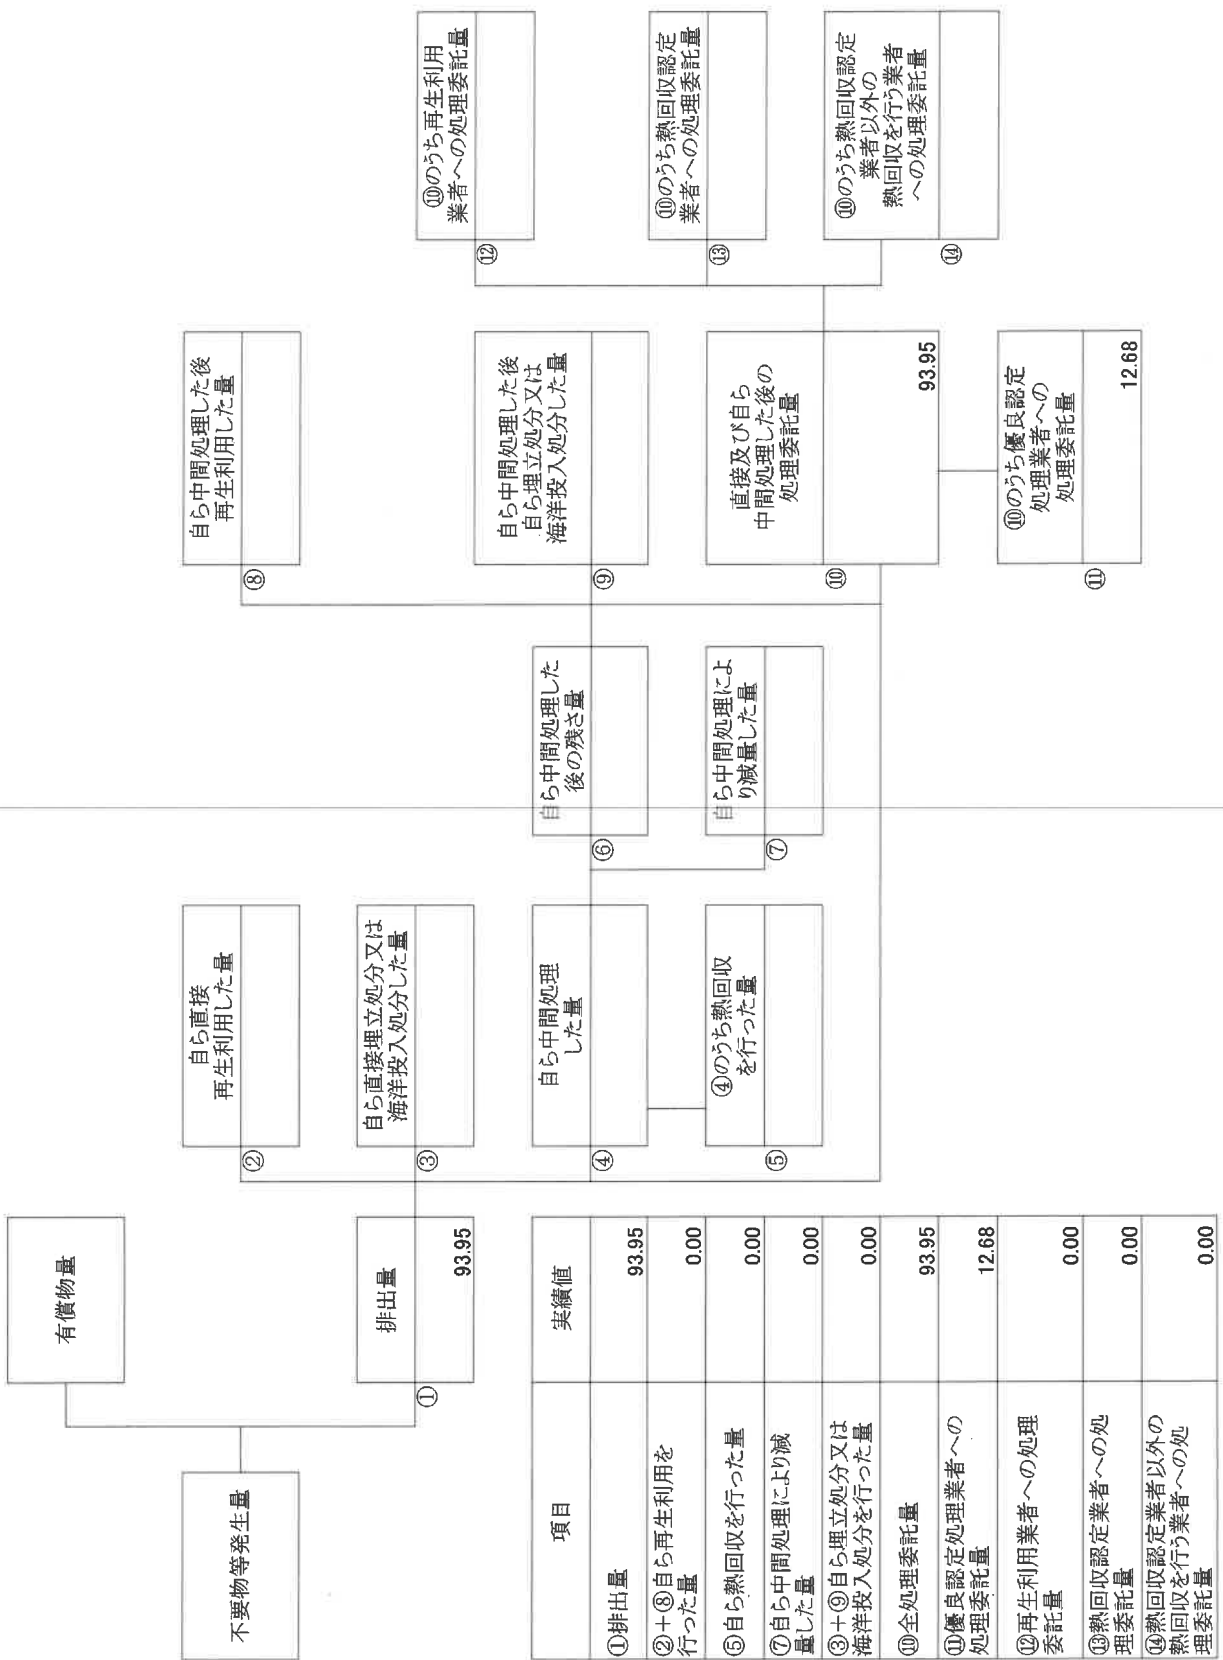 有償物量
不要物等発生量
排出量
①
93.95
自ら直接
再生利用した量
②
自ら直接埋立処分又は
海洋投入処分した量
③
自ら中間処理
した量
④
④のうち熱回収
を行った量
⑤
自ら中間処理した
後の残さ量
⑥
自ら中間処理によ
り減量した量
⑦
自ら中間処理した後
再生利用した量
⑧
自ら中間処理した後
自ら埋立処分又は
海洋投入処分した量
⑨
直接及び自ら
中間処理した後の
処理委託量
⑩
93.95
⑩のうち優良認定
処理業者への
処理委託量
⑪
12.68
⑩のうち再生利用
業者への処理委託量
⑫
⑩のうち熱回収認定
業者への処理委託量
⑬
⑩のうち熱回収認定
業者以外の
熱回収を行う業者
への処理委託量
⑭
項目 実績値
①排出量 93.95
②+⑧自ら再生利用を
行った量 0.00
⑤自ら熱回収を行った量 0.00
⑦自ら中間処理により減
量した量 0.00
③+⑨自ら埋立処分又は
海洋投入処分を行った量 0.00
⑩全処理委託量 93.95
⑪優良認定処理業者への
処理委託量 12.68
⑫再生利用業者への処理
委託量 0.00
⑬熱回収認定業者への処
理委託量 0.00
⑭熱回収認定業者以外の
熱回収を行う業者への処
理委託量 0.00